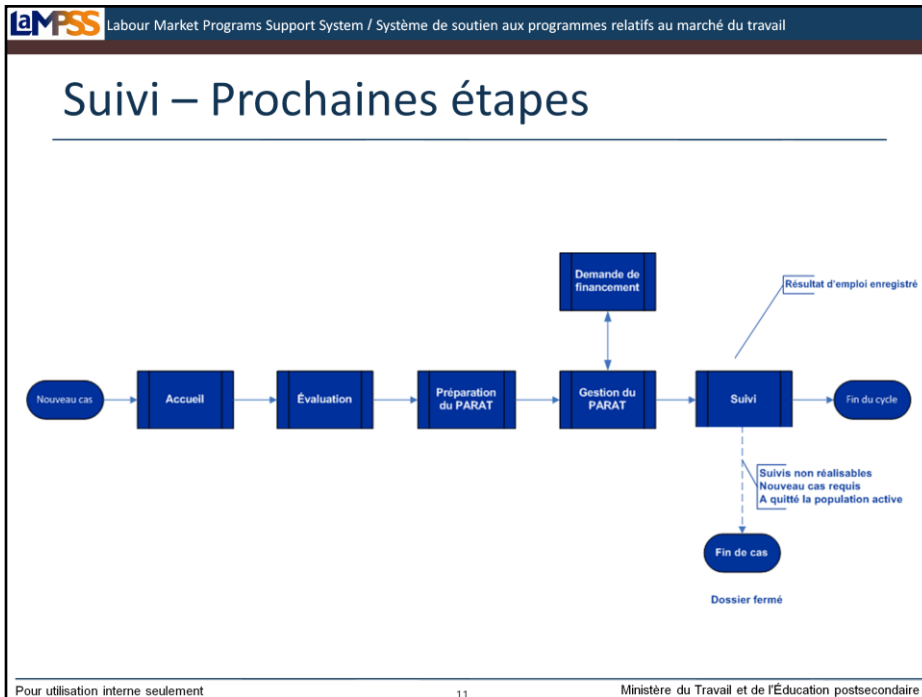 LaMPSS Labour Market Programs Support System / Système de soutien aux programmes relatifs au marché du travail
Suivi – Prochaines étapes
Demande de
financement
Résultat d'emploi enregistré
Nouveau cas
Accueil
Évaluation
Préparation
du PARAT
Gestion du
PARAT
Suivi
Fin du cycle
Suivis non réalisables
Nouveau cas requis
A quitté la population active
Fin de cas
Dossier fermé
Pour utilisation interne seulement
11
Ministère du Travail et de l'Éducation postsecondaire